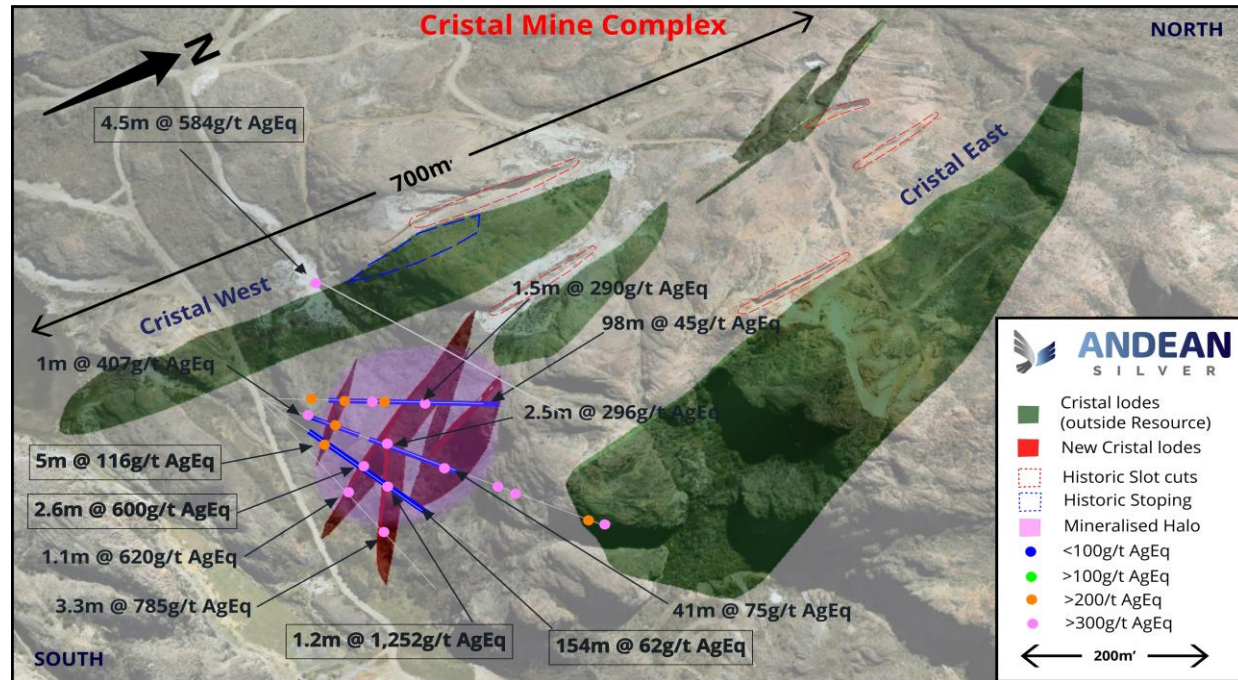 Cristal Mine Complex
NORTH
N
4.5m @ 584g/t AgEq
700m'
Cristal East
Cristal West
1.5m @ 290g/t AgEq
98m @ 45g/t AgEq
1m @ 407g/t AgEq
2.5m @ 296g/t AgEq
5m @ 116g/t AgEq
2.6m @ 600g/t AgEq
1.1m @ 620g/t AgEq
3.3m @ 785g/t AgEq
41m @ 75g/t AgEq
1.2m @ 1,252g/t AgEq
154m @ 62g/t AgEq
SOUTH
ANDEAN
SILVER
Cristal lodes
(outside Resource)
New Cristal lodes
Historic Slot cuts
Historic Stoping
Mineralised Halo
<100g/t AgEq
>100g/t AgEq
>200/t AgEq
>300g/t AgEq
200m'